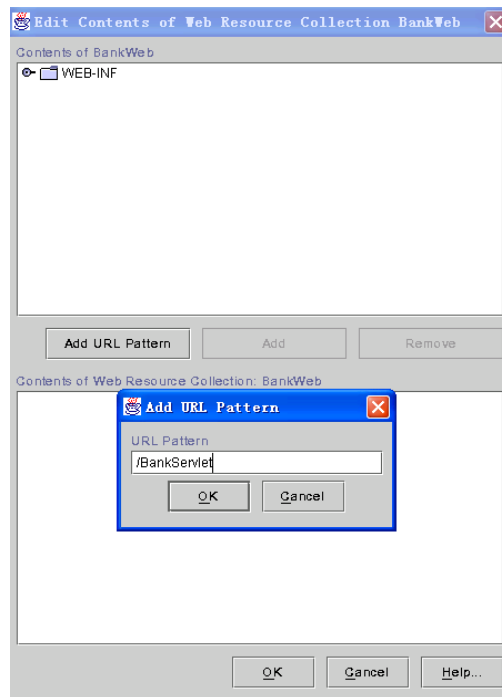 Edit Contents of Web Resource Collection BankWeb
Contents of BankWeb
WEB-INF
Add URL Pattern Add Remove
Contents of Web Resource Collection: BankWeb
Add URL Pattern
URL Pattern
/BankServlet
OK Cancel
OK Cancel Help...